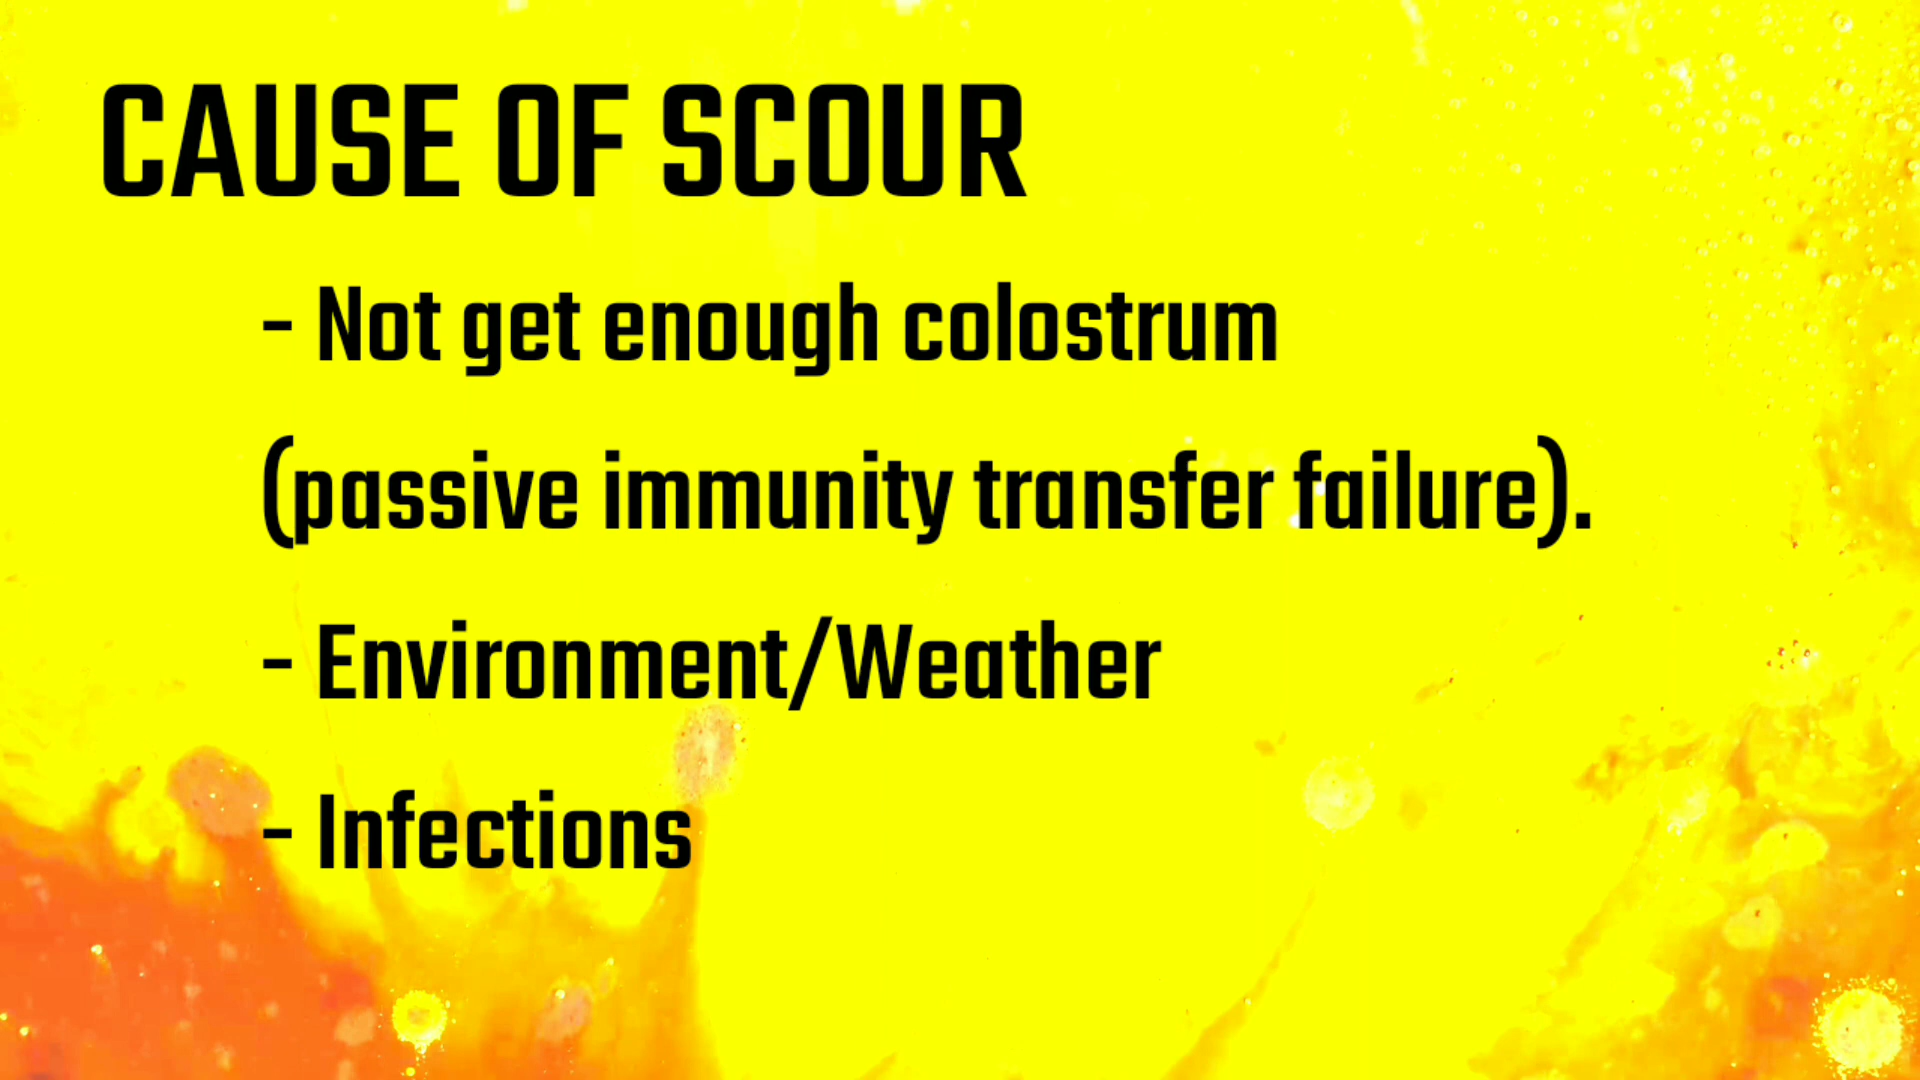 CAUSE OF SCOUR
- Not get enough colostrum
(passive immunity transfer failure).
- Environment/Weather
- Infections